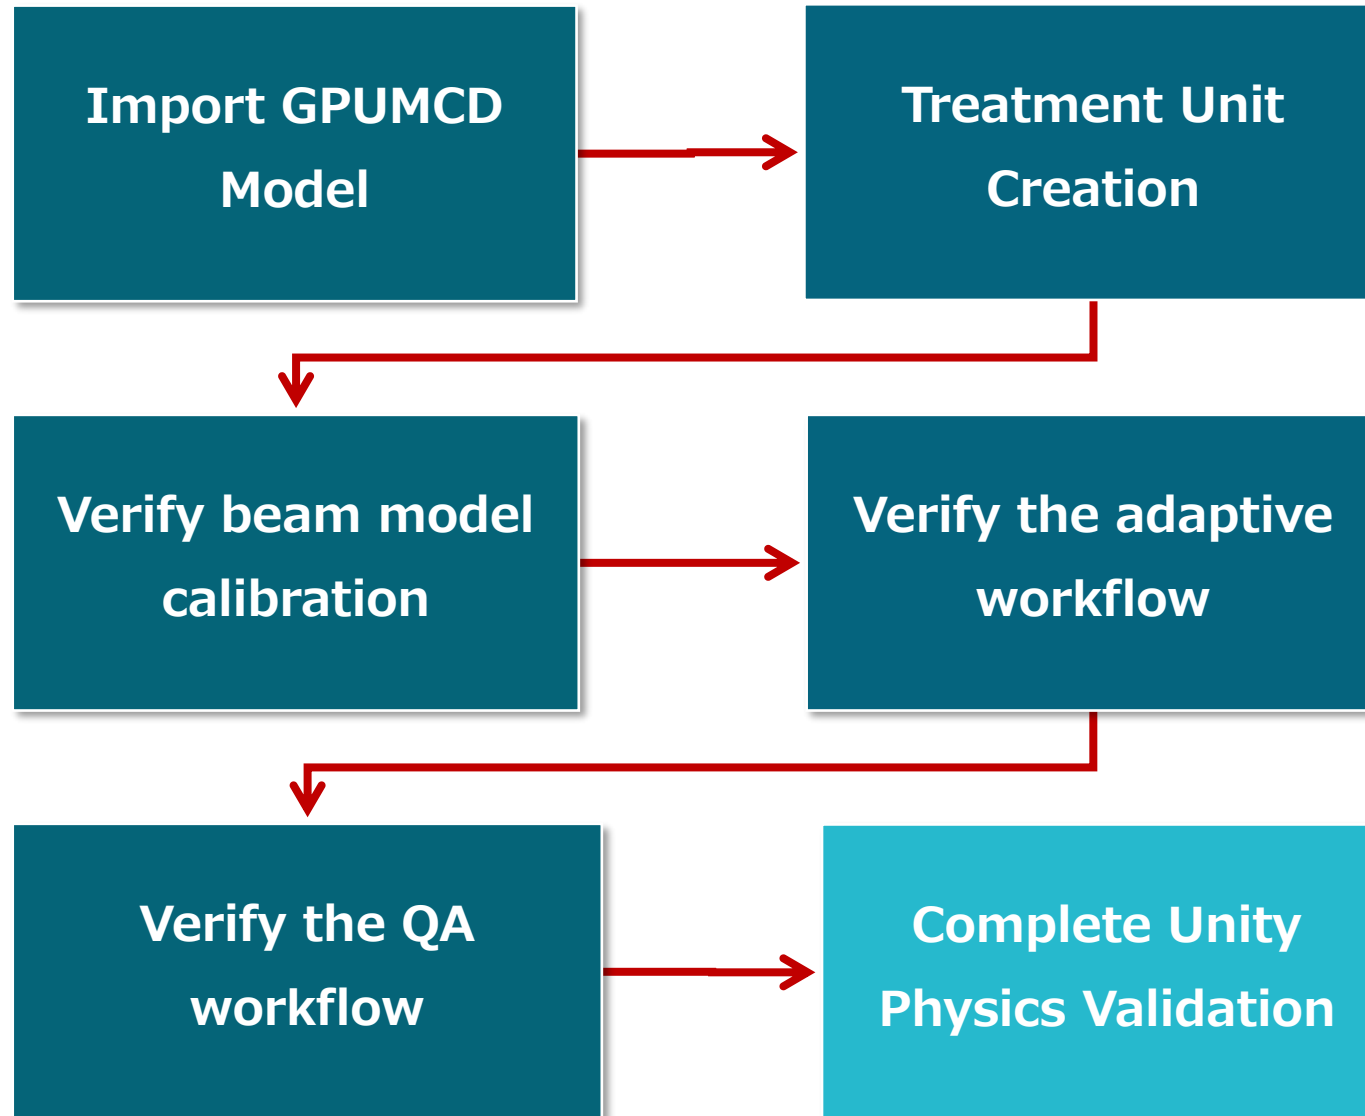 Import GPUMCD
Model
Treatment Unit
Creation
Verify beam model
calibration
Verify the adaptive
workflow
Verify the QA
workflow
Complete Unity
Physics Validation